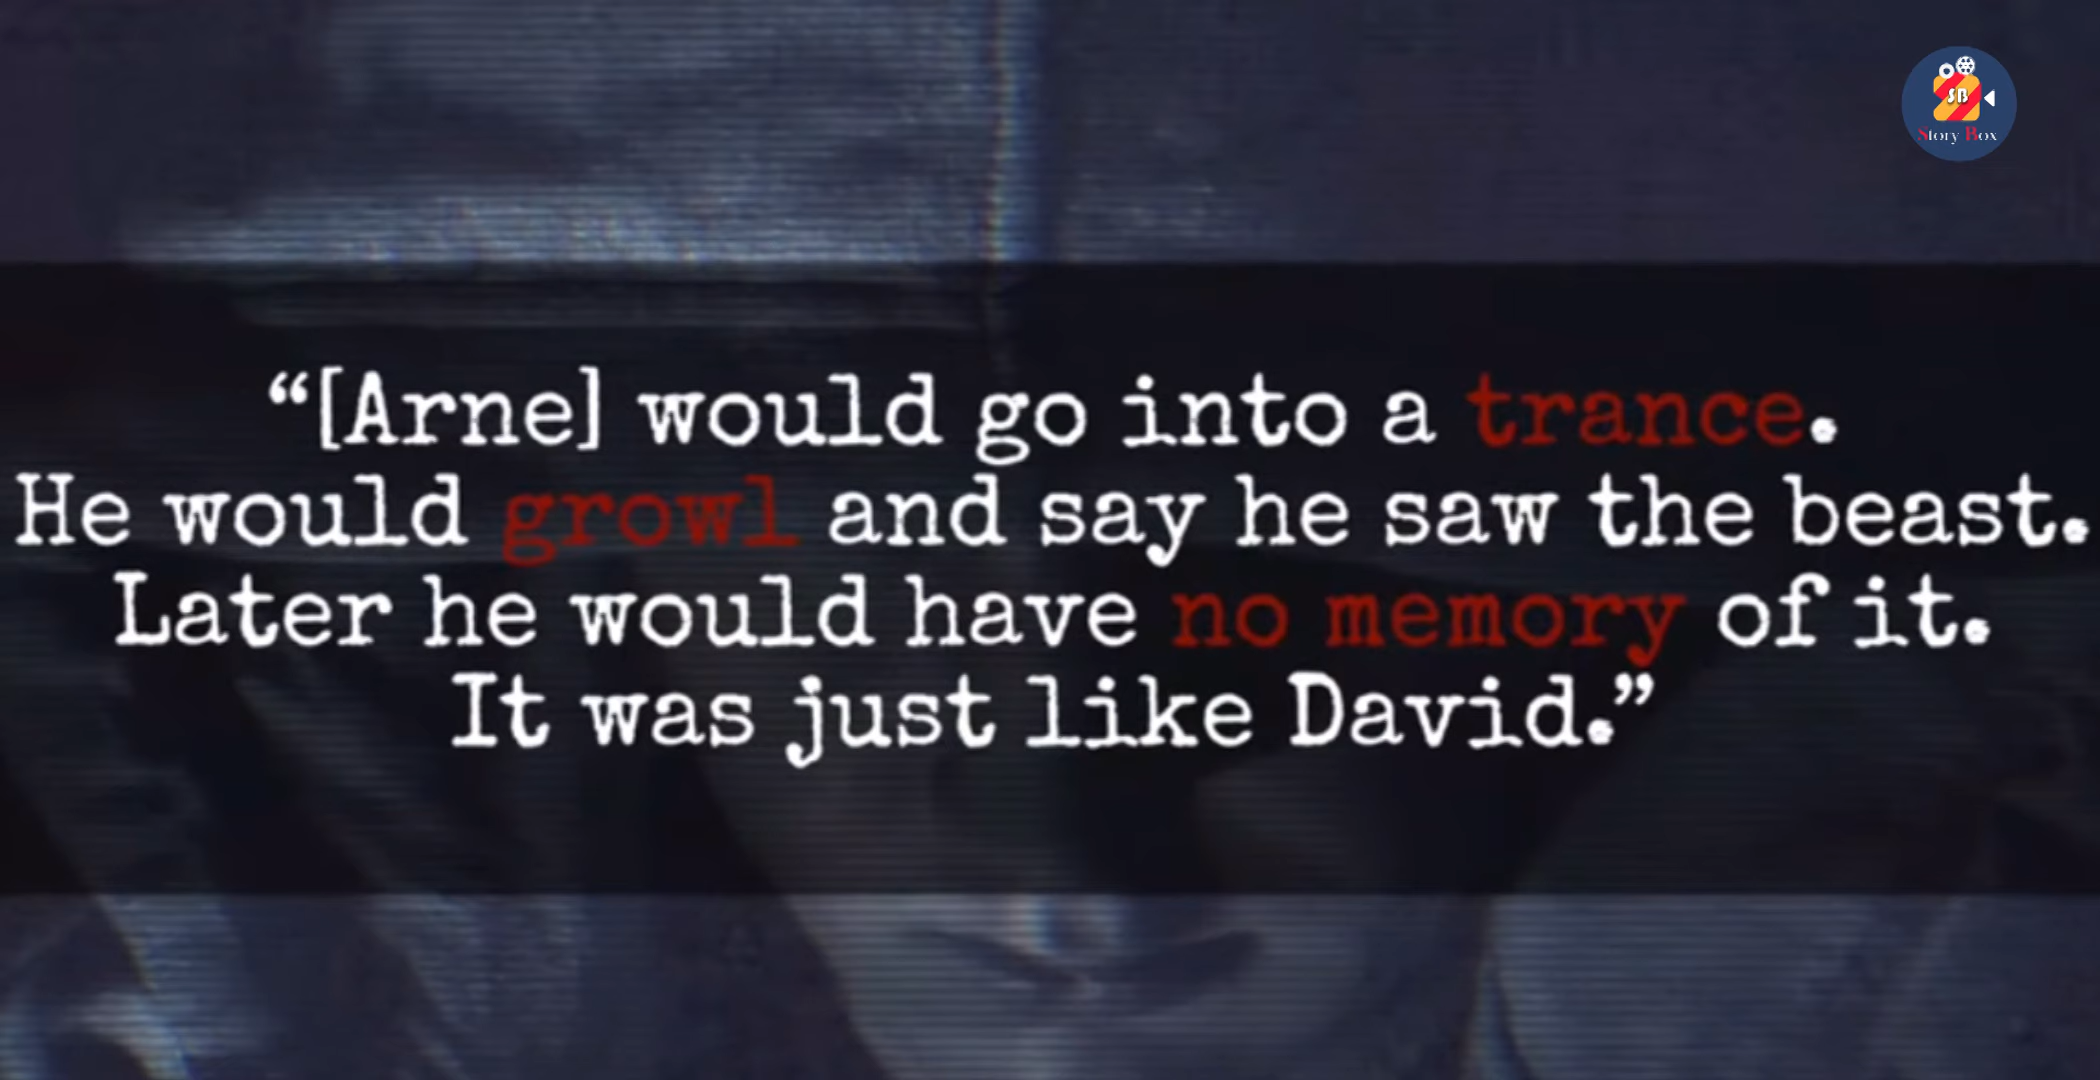 SB
Story Box
“[Arne] would go into a trance.
He would growl and say he saw the beast.
Later he would have no memory of it.
It was just like David.”